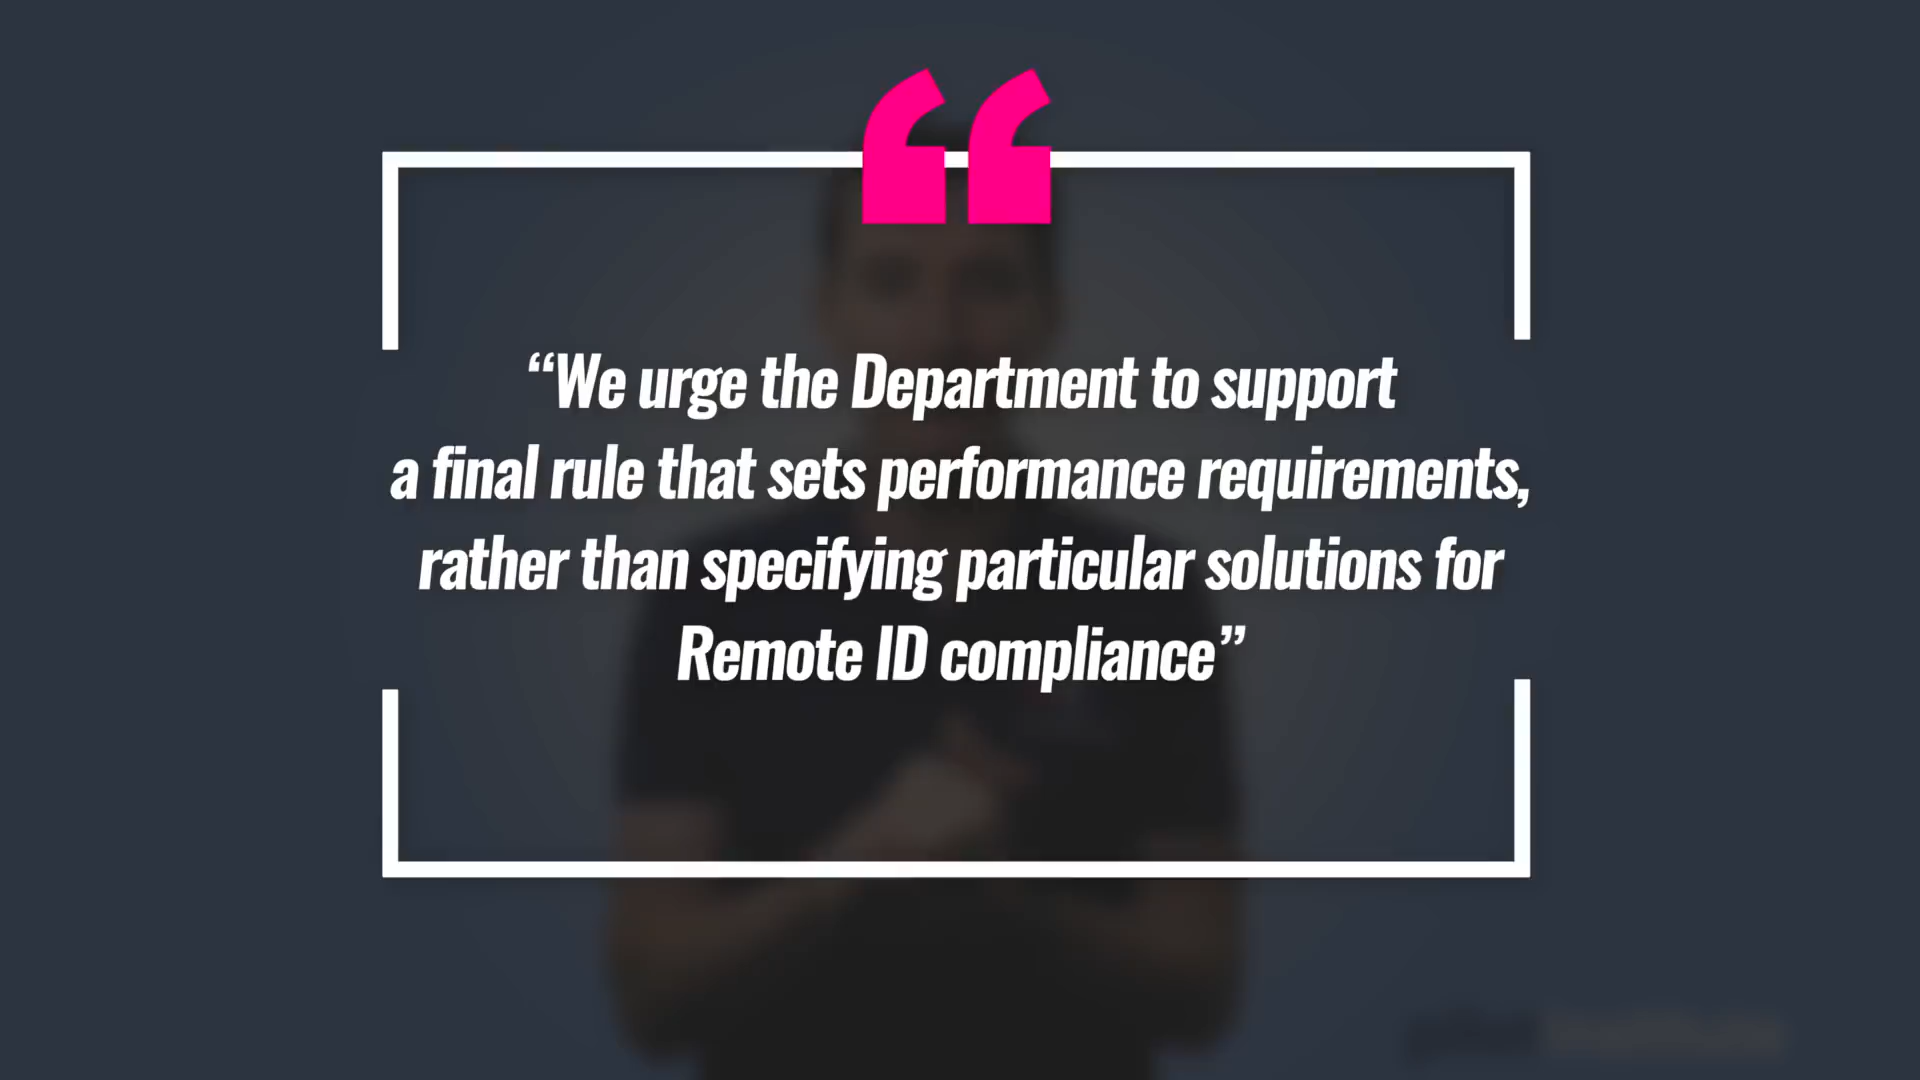 “We urge the Department to support
a final rule that sets performance requirements,
rather than specifying particular solutions for
Remote ID compliance”